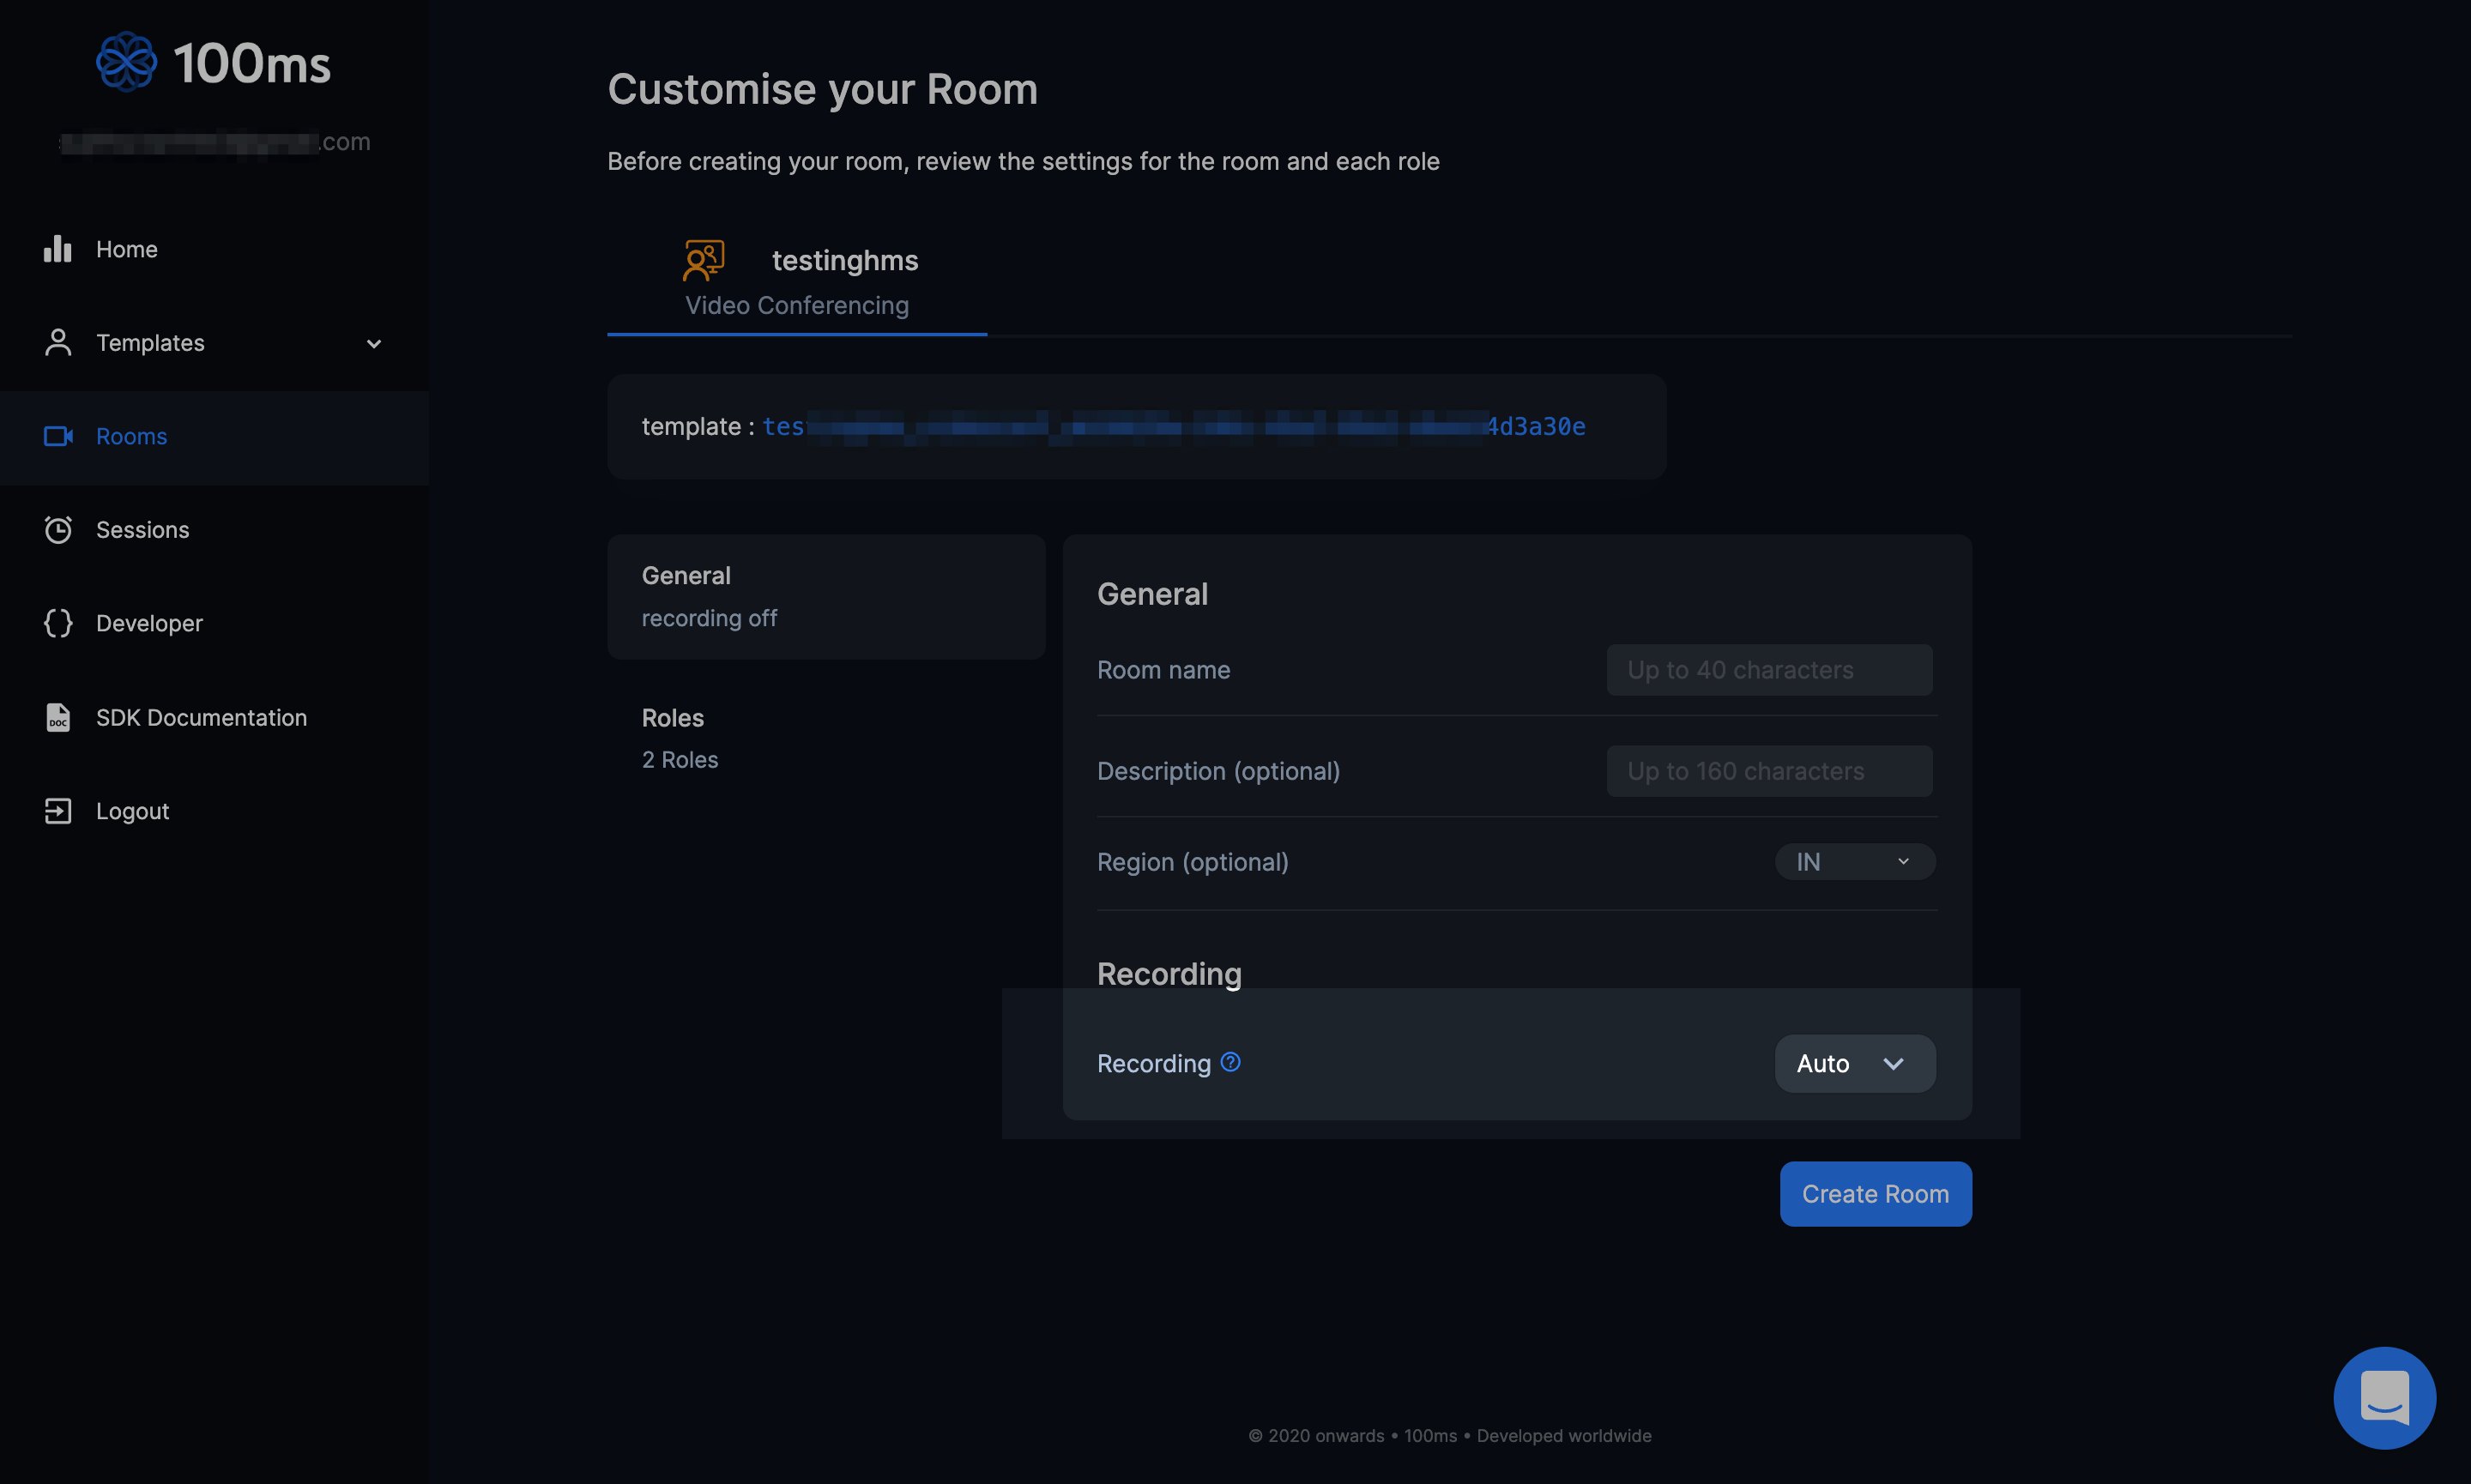 100ms
.com
Home
Templates
Rooms
Sessions
Developer
DOC
SDK Documentation
Logout
Customise your Room
Before creating your room, review the settings for the room and each role
testinghms
Video Conferencing
template : tes 4d3a30e
General
recording off
Roles
2 Roles
General
Room name
Up to 40 characters
Description (optional)
Up to 160 characters
Region (optional)
IN
Recording
Recording ?
Auto
Create Room
© 2020 onwards • 100ms • Developed worldwide